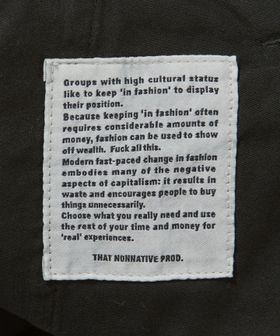 Groups with high cultural status
like to keep 'in fashion' to display
their position.
Because keeping 'in fashion' often
requires considerable amounts of
money, fashion can be used to show
off wealth. Fuck all this.
Modern fast-paced change in fashion
embodies many of the negative
aspects of capitalism: it results in
waste and encourages people to buy
things unnecessarily.
Choose what you really need and use
the rest of your time and money for
'real' experiences.
THAT NONNATIVE PROD.